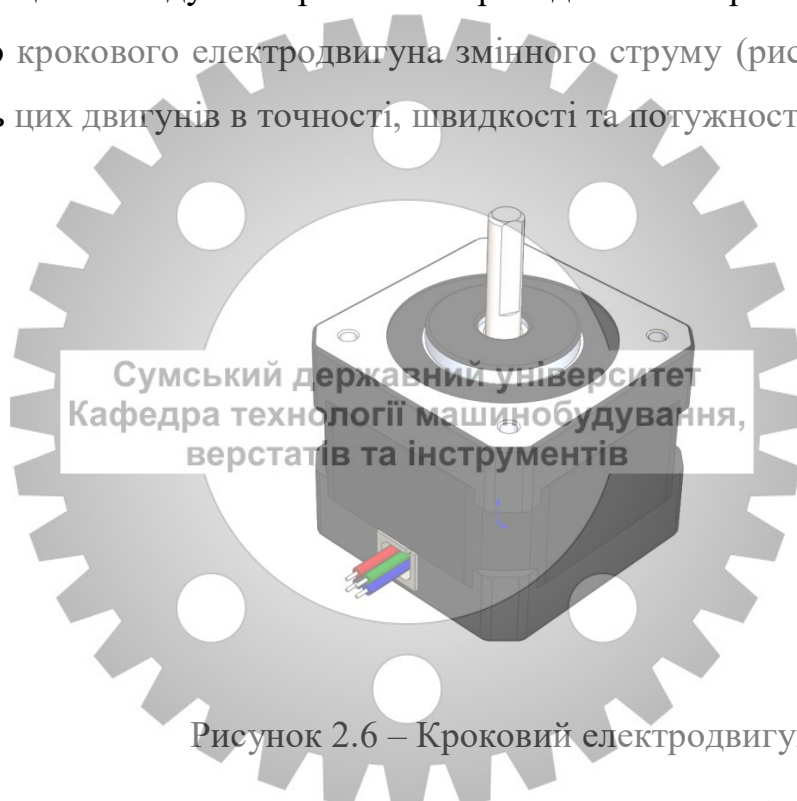 крокового електродвигуна змінного струму (рис
цих двигунів в точності, швидкості та потужност
Сумський державний університет
Кафедра технології машинобудування,
верстатів та інструментів
Рисунок 2.6 – Кроковий електродвигу